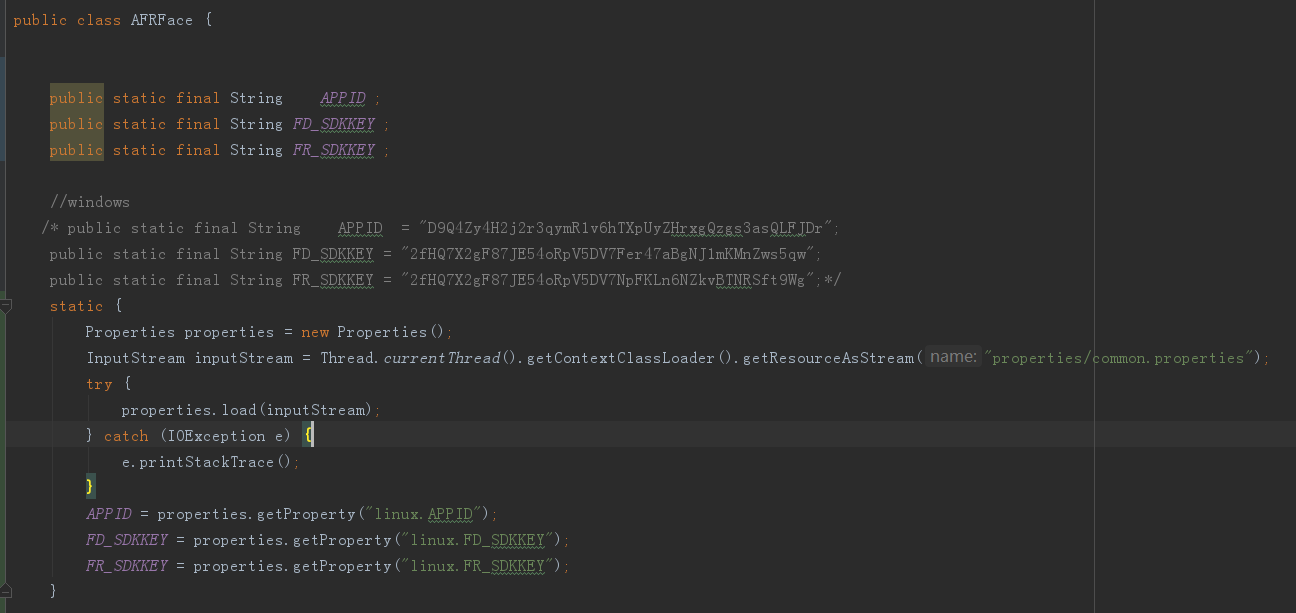 public class AFRFace {
public static final String    APPID ;
public static final String FD_SDKKEY ;
public static final String FR_SDKKEY ;
//windows
/* public static final String    APPID  = "D9Q4Zy4H2j2r3qymR1v6hTXpUyZHrxgQzgs3asQLFJDr";
public static final String FD_SDKKEY = "2fHQ7X2gF87JE54oRpV5DV7Fer47aBgNJ1mKMnZws5qw";
public static final String FR_SDKKEY = "2fHQ7X2gF87JE54oRpV5DV7NpFKLn6NZkvBTNRSft9Wg";*/
static {
Properties properties = new Properties();
InputStream inputStream = Thread.currentThread().getContextClassLoader().getResourceAsStream( name: "properties/common.properties");
try {
properties.load(inputStream);
} catch (IOException e) {
e.printStackTrace();
}
APPID = properties.getProperty("linux.APPID");
FD_SDKKEY = properties.getProperty("linux.FD_SDKKEY");
FR_SDKKEY = properties.getProperty("linux.FR_SDKKEY");
}